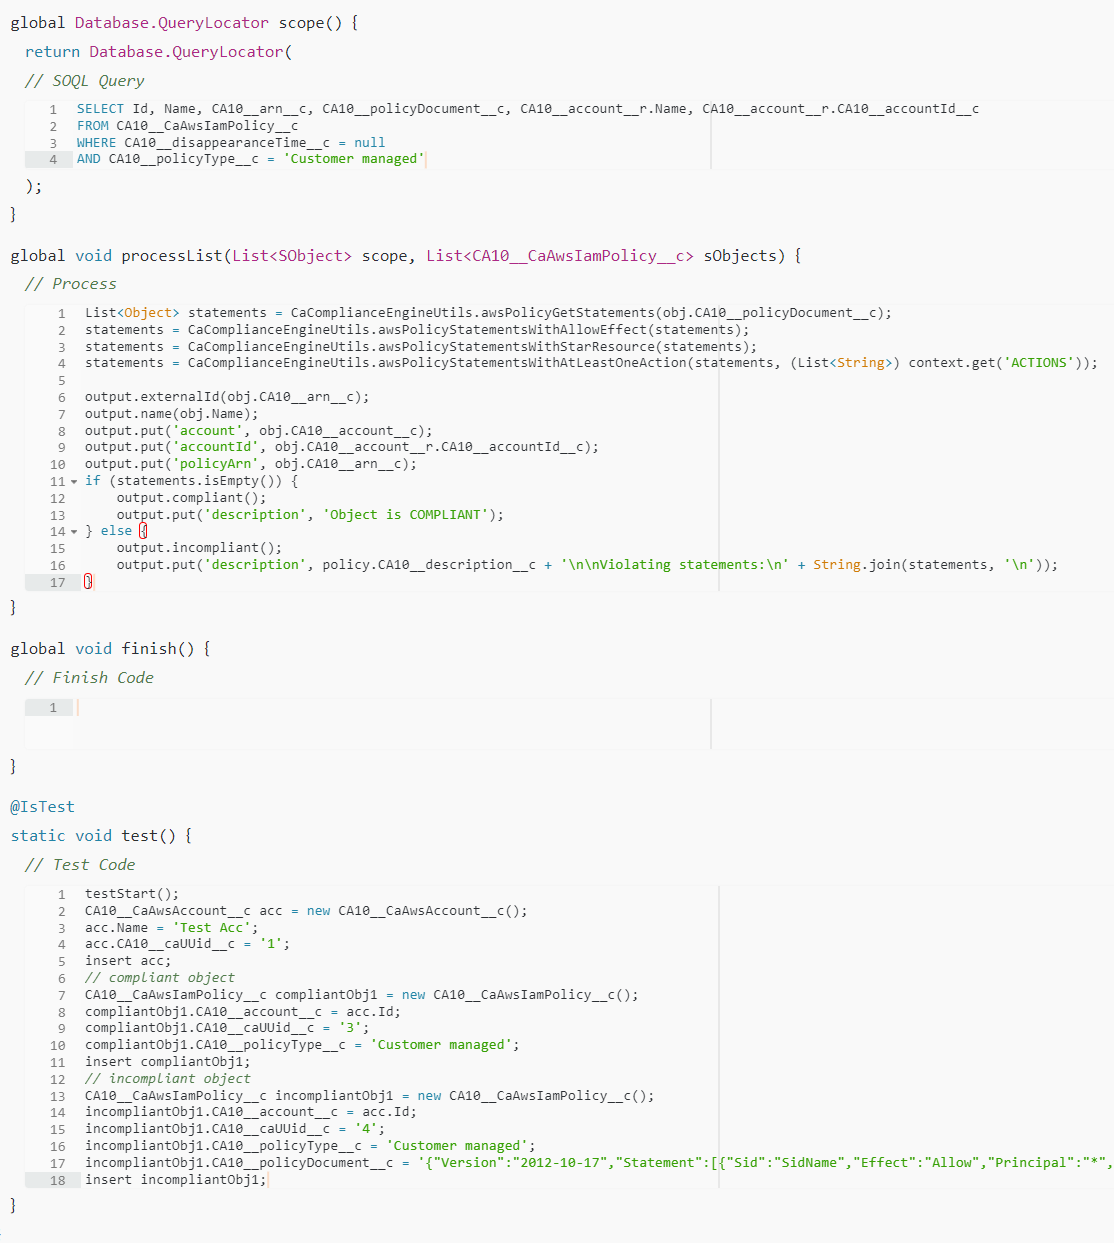 global Database.QueryLocator scope() {
return Database.QueryLocator(
// SOQL Query
1 SELECT Id, Name, CA10__arn__c, CA10__policyDocument__c, CA10__account__r.Name, CA10__account__r.CA10__accountId__c
2 FROM CA10__CaAwsIamPolicy__c
3 WHERE CA10__disappearanceTime__c = null
4 AND CA10__policyType__c = 'Customer managed'
);
}
global void processList(List<SObject> scope, List<CA10__CaAwsIamPolicy__c> sObjects) {
// Process
1 List<Object> statements = CaComplianceEngineUtils.awsPolicyGetStatements(obj.CA10__policyDocument__c);
2 statements = CaComplianceEngineUtils.awsPolicyStatementsWithAllowEffect(statements);
3 statements = CaComplianceEngineUtils.awsPolicyStatementsWithStarResource(statements);
4 statements = CaComplianceEngineUtils.awsPolicyStatementsWithAtLeastOneAction(statements, (List<String>) context.get('ACTIONS'));
5
6 output.externalId(obj.CA10__arn__c);
7 output.name(obj.Name);
8 output.put('account', obj.CA10__account__c);
9 output.put('accountId', obj.CA10__account__r.CA10__accountId__c);
10 output.put('policyArn', obj.CA10__arn__c);
11 if (statements.isEmpty()) {
12 output.compliant();
13 output.put('description', 'Object is COMPLIANT');
14 } else {
15 output.incompliant();
16 output.put('description', policy.CA10__description__c + '\n\nViolating statements:\n' + String.join(statements, '\n'));
17 }
}
global void finish() {
// Finish Code
1
}
@IsTest
static void test() {
// Test Code
1 testStart();
2 CA10__CaAwsAccount__c acc = new CA10__CaAwsAccount__c();
3 acc.Name = 'Test Acc';
4 acc.CA10__caUUid__c = '1';
5 insert acc;
6 // compliant object
7 CA10__CaAwsIamPolicy__c compliantObj1 = new CA10__CaAwsIamPolicy__c();
8 compliantObj1.CA10__account__c = acc.Id;
9 compliantObj1.CA10__caUUid__c = '3';
10 compliantObj1.CA10__policyType__c = 'Customer managed';
11 insert compliantObj1;
12 // incompliant object
13 CA10__CaAwsIamPolicy__c incompliantObj1 = new CA10__CaAwsIamPolicy__c();
14 incompliantObj1.CA10__account__c = acc.Id;
15 incompliantObj1.CA10__caUUid__c = '4';
16 incompliantObj1.CA10__policyType__c = 'Customer managed';
17 incompliantObj1.CA10__policyDocument__c = '{"Version":"2012-10-17","Statement":[{"Sid":"SidName","Effect":"Allow","Principal":"*",
18 insert incompliantObj1;
}